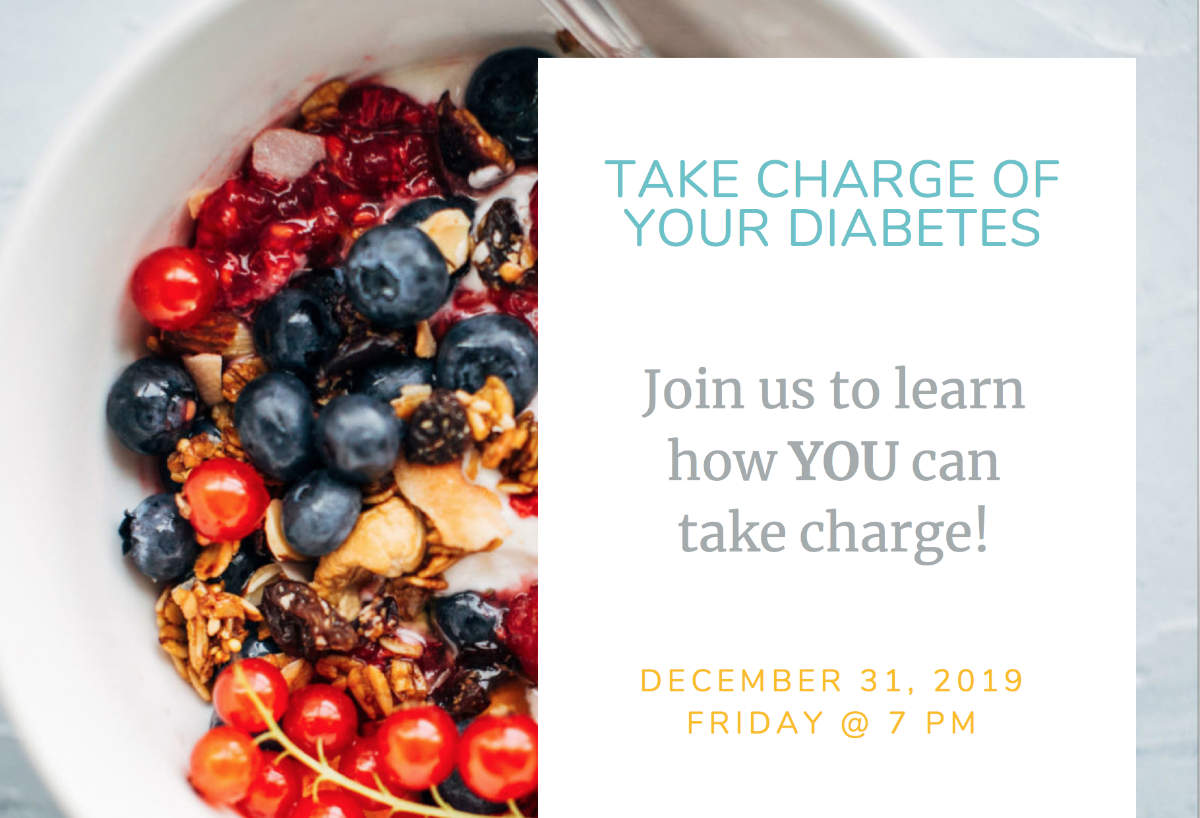 TAKE CHARGE OF
YOUR DIABETES
Join us to learn
how YOU can
take charge!
DECEMBER 31, 2019
FRIDAY @ 7 PM